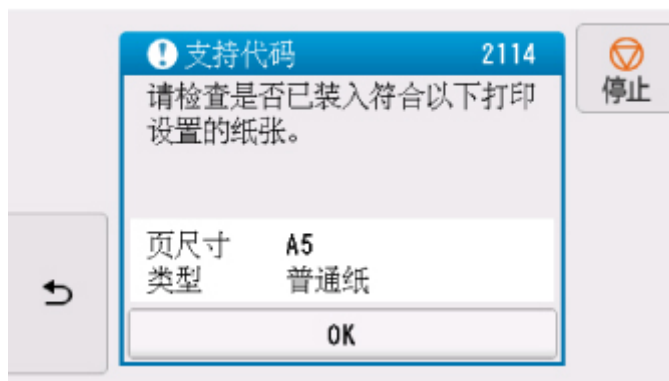 支持代码 2114
停止
请检查是否已装入符合以下打印
设置的纸张。
页尺寸 A5
类型 普通纸
OK